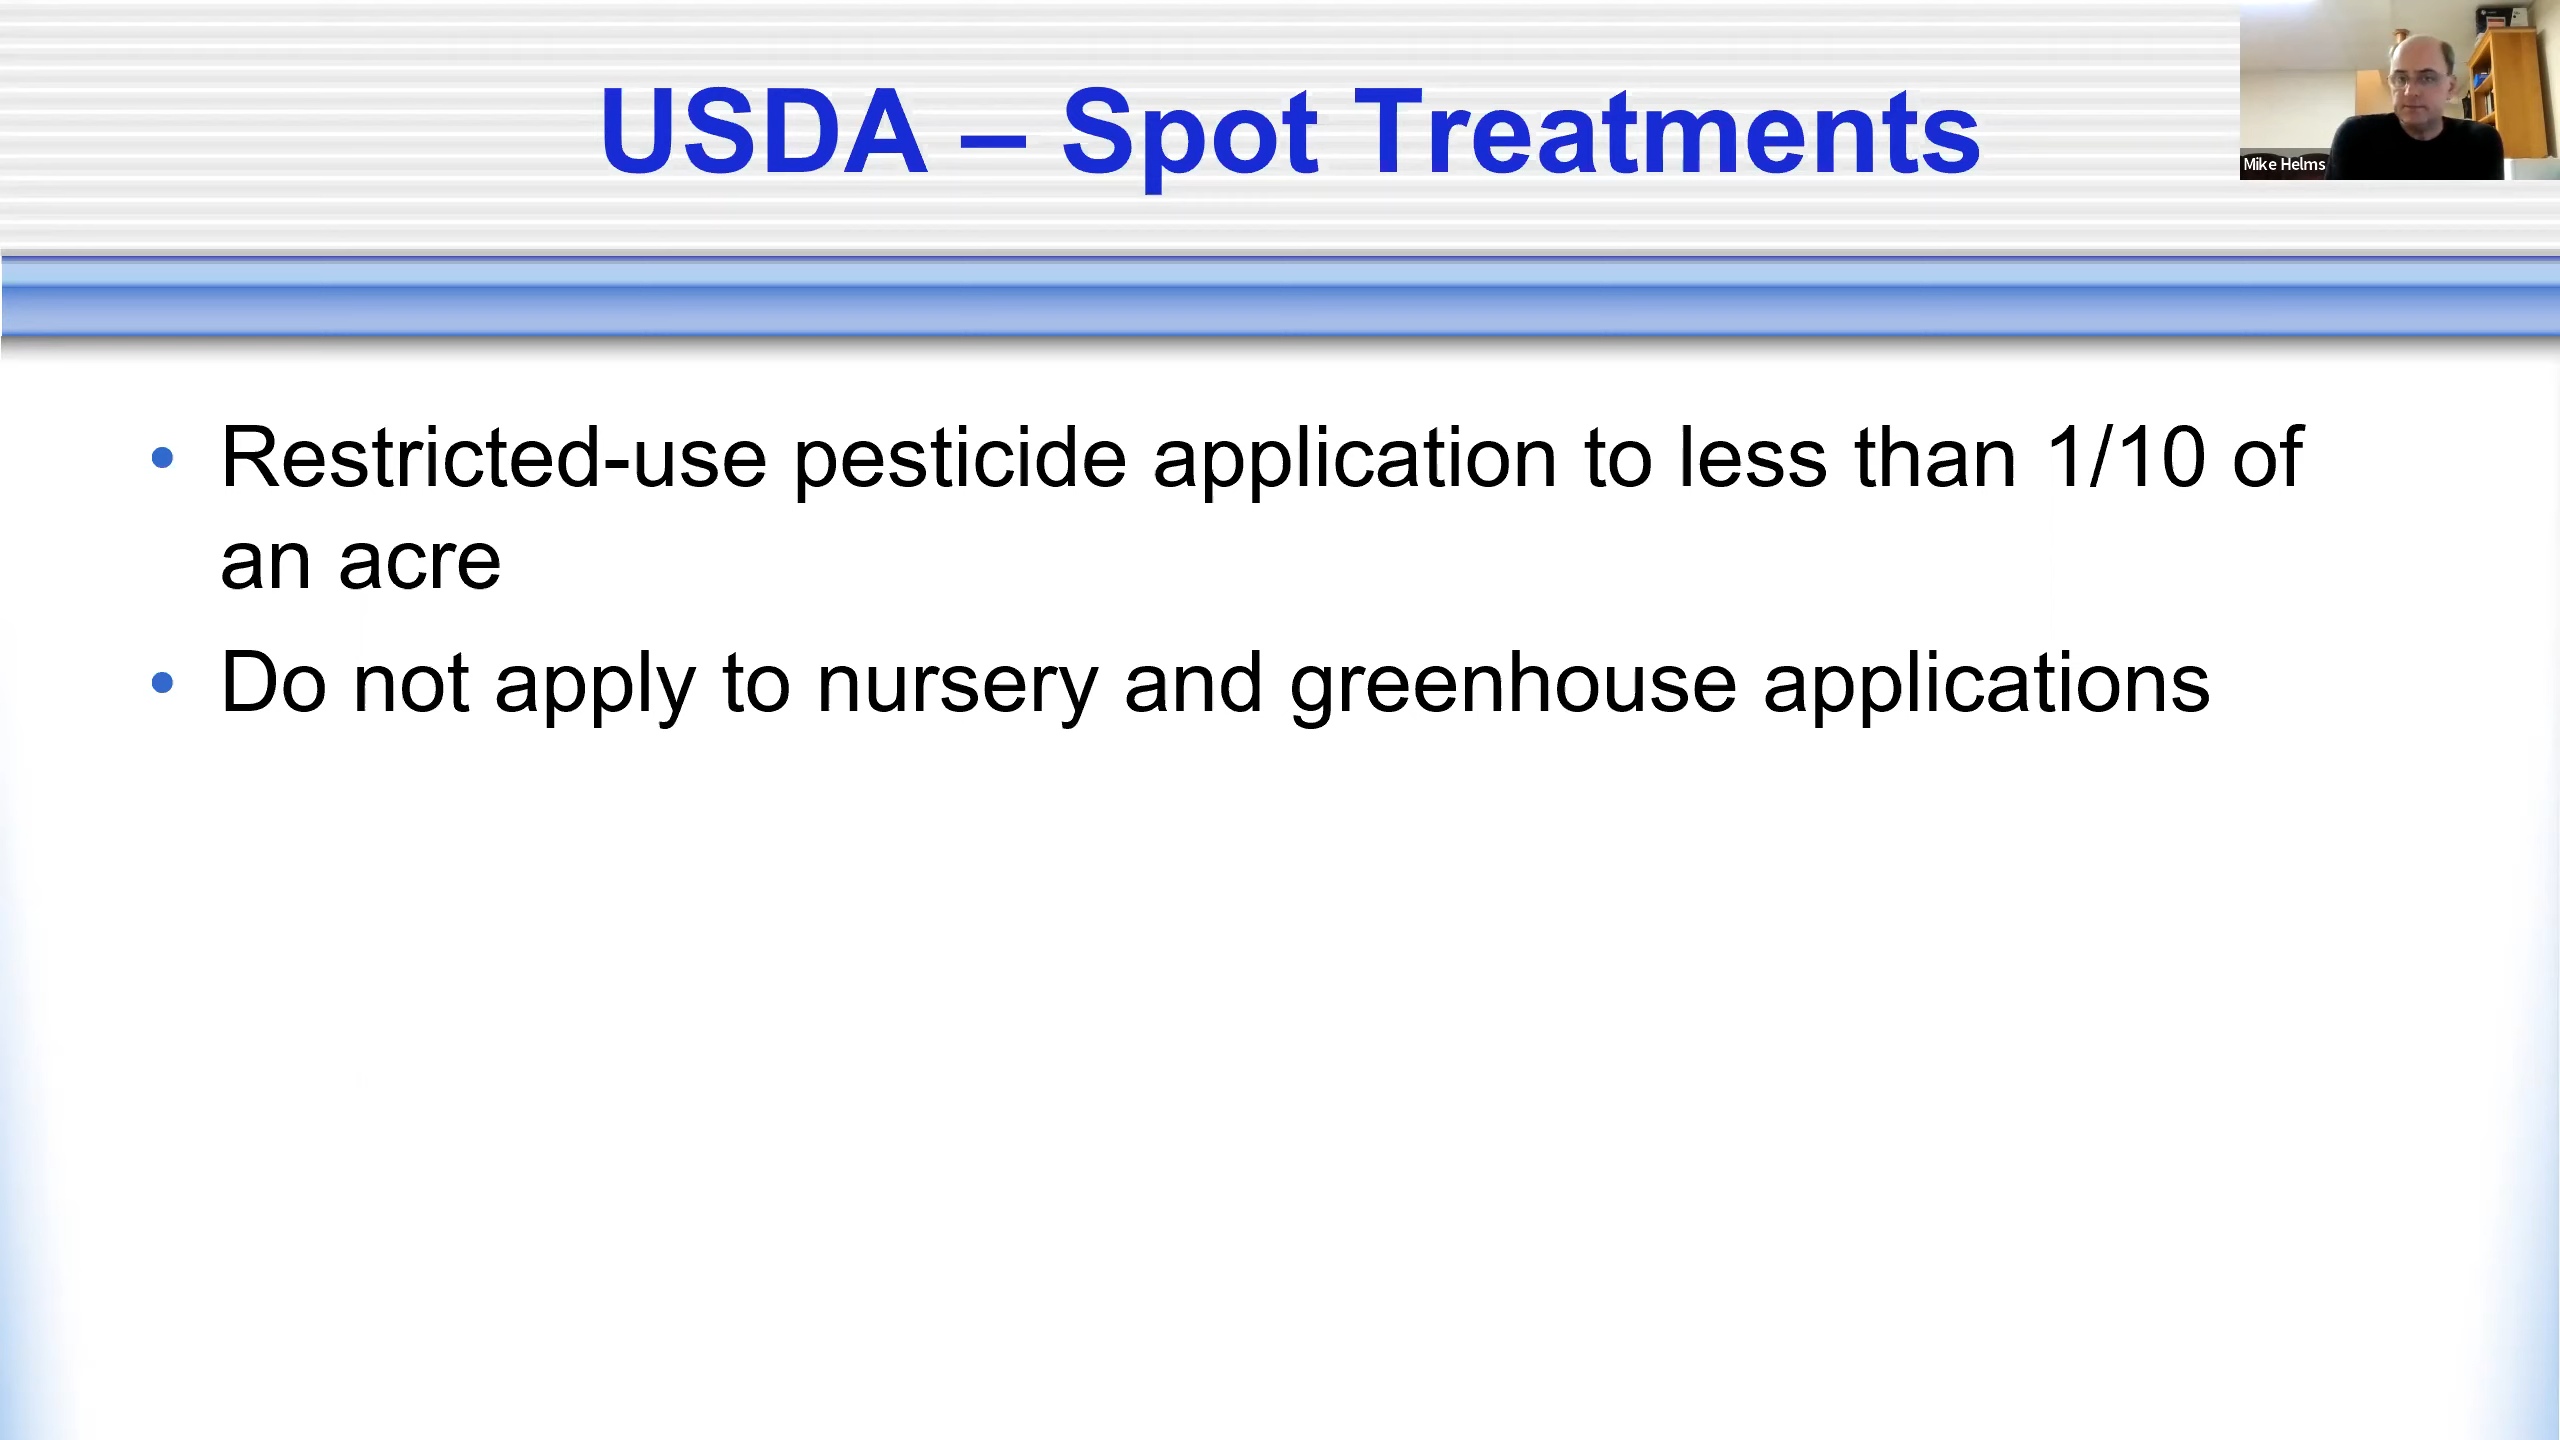 USDA – Spot Treatments
Mike Helms
• Restricted-use pesticide application to less than 1/10 of
an acre
• Do not apply to nursery and greenhouse applications